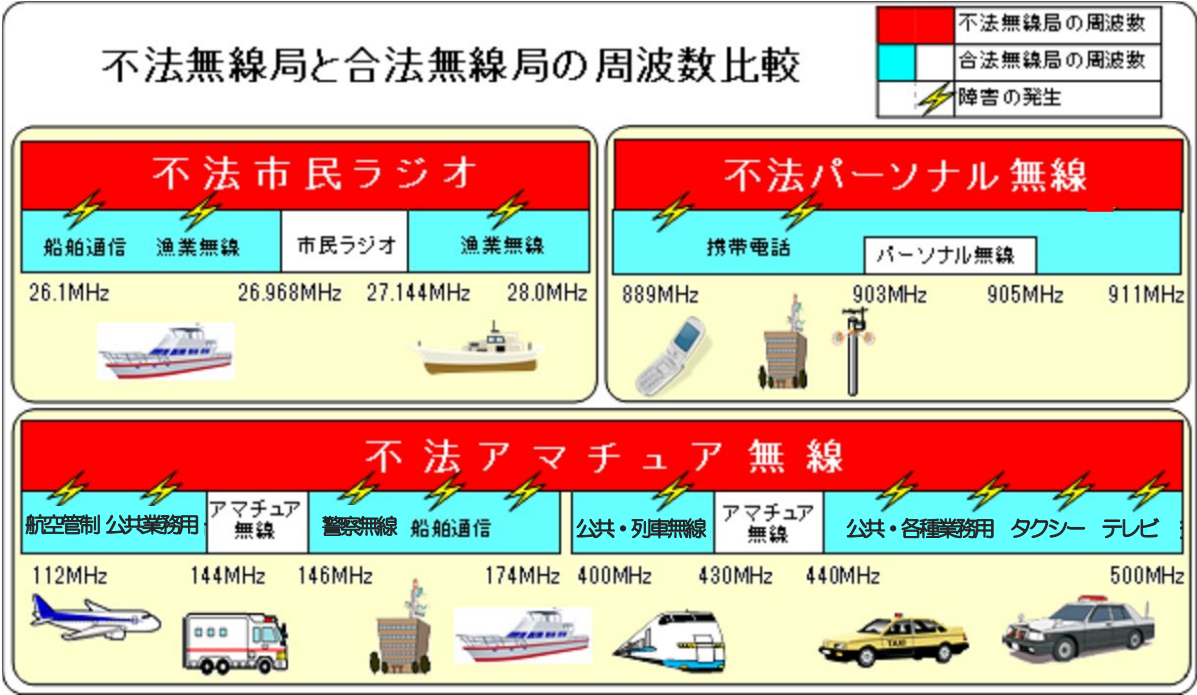 不法無線局と合法無線局の周波数比較
不法無線局の周波数
合法無線局の周波数
障害の発生
不法市民ラジオ
船舶通信 漁業無線 市民ラジオ 漁業無線
26.1MHz 26.968MHz 27.144MHz 28.0MHz
不法パーソナル無線
携帯電話
パーソナル無線
889MHz 903MHz 905MHz 911MHz
不法アマチュア無線
航空管制 公共業務用
アマチュア
無線
警察無線 船舶通信
公共・列車無線
アマチュア
無線
公共・各種業務用 タクシー テレビ
112MHz 144MHz 146MHz 174MHz 400MHz 430MHz 440MHz 500MHz
TAXI